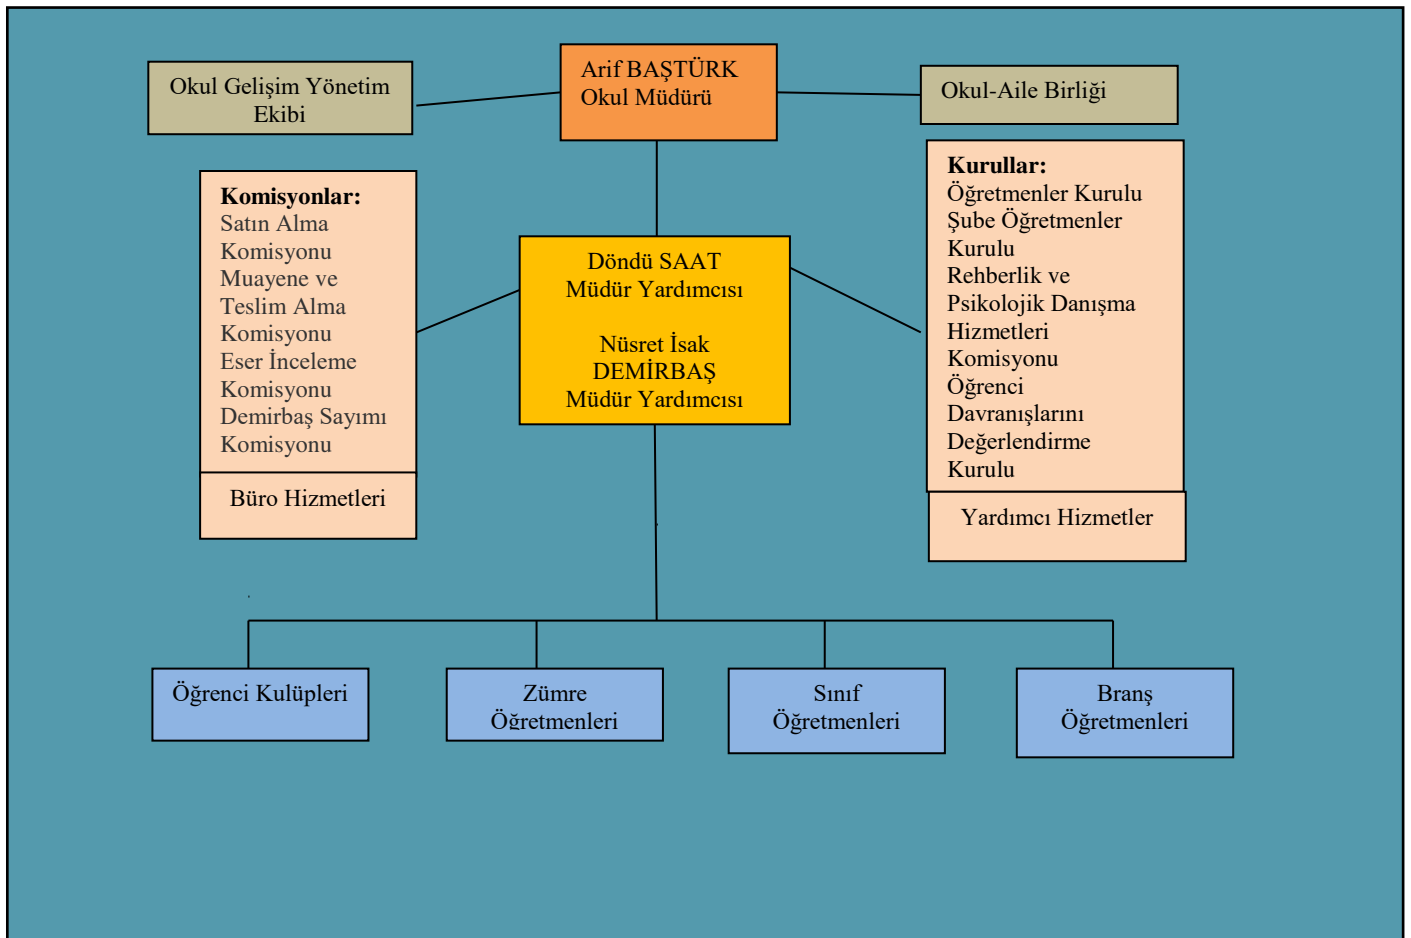 Okul Gelişim Yönetim
Ekibi
Arif BAŞTÜRK
Okul Müdürü
Okul-Aile Birliği
Komisyonlar:
Satın Alma
Komisyonu
Muayene ve
Teslim Alma
Komisyonu
Eser İnceleme
Komisyonu
Demirbaş Sayımı
Komisyonu
Büro Hizmetleri
Döndü SAAT
Müdür Yardımcısı
Nüsret İsak
DEMİRBAŞ
Müdür Yardımcısı
Kurullar:
Öğretmenler Kurulu
Şube Öğretmenler
Kurulu
Rehberlik ve
Psikolojik Danışma
Hizmetleri
Komisyonu
Öğrenci
Davranışlarını
Değerlendirme
Kurulu
Yardımcı Hizmetler
Öğrenci Kulüpleri
Zümre
Öğretmenleri
Sınıf
Öğretmenleri
Branş
Öğretmenleri